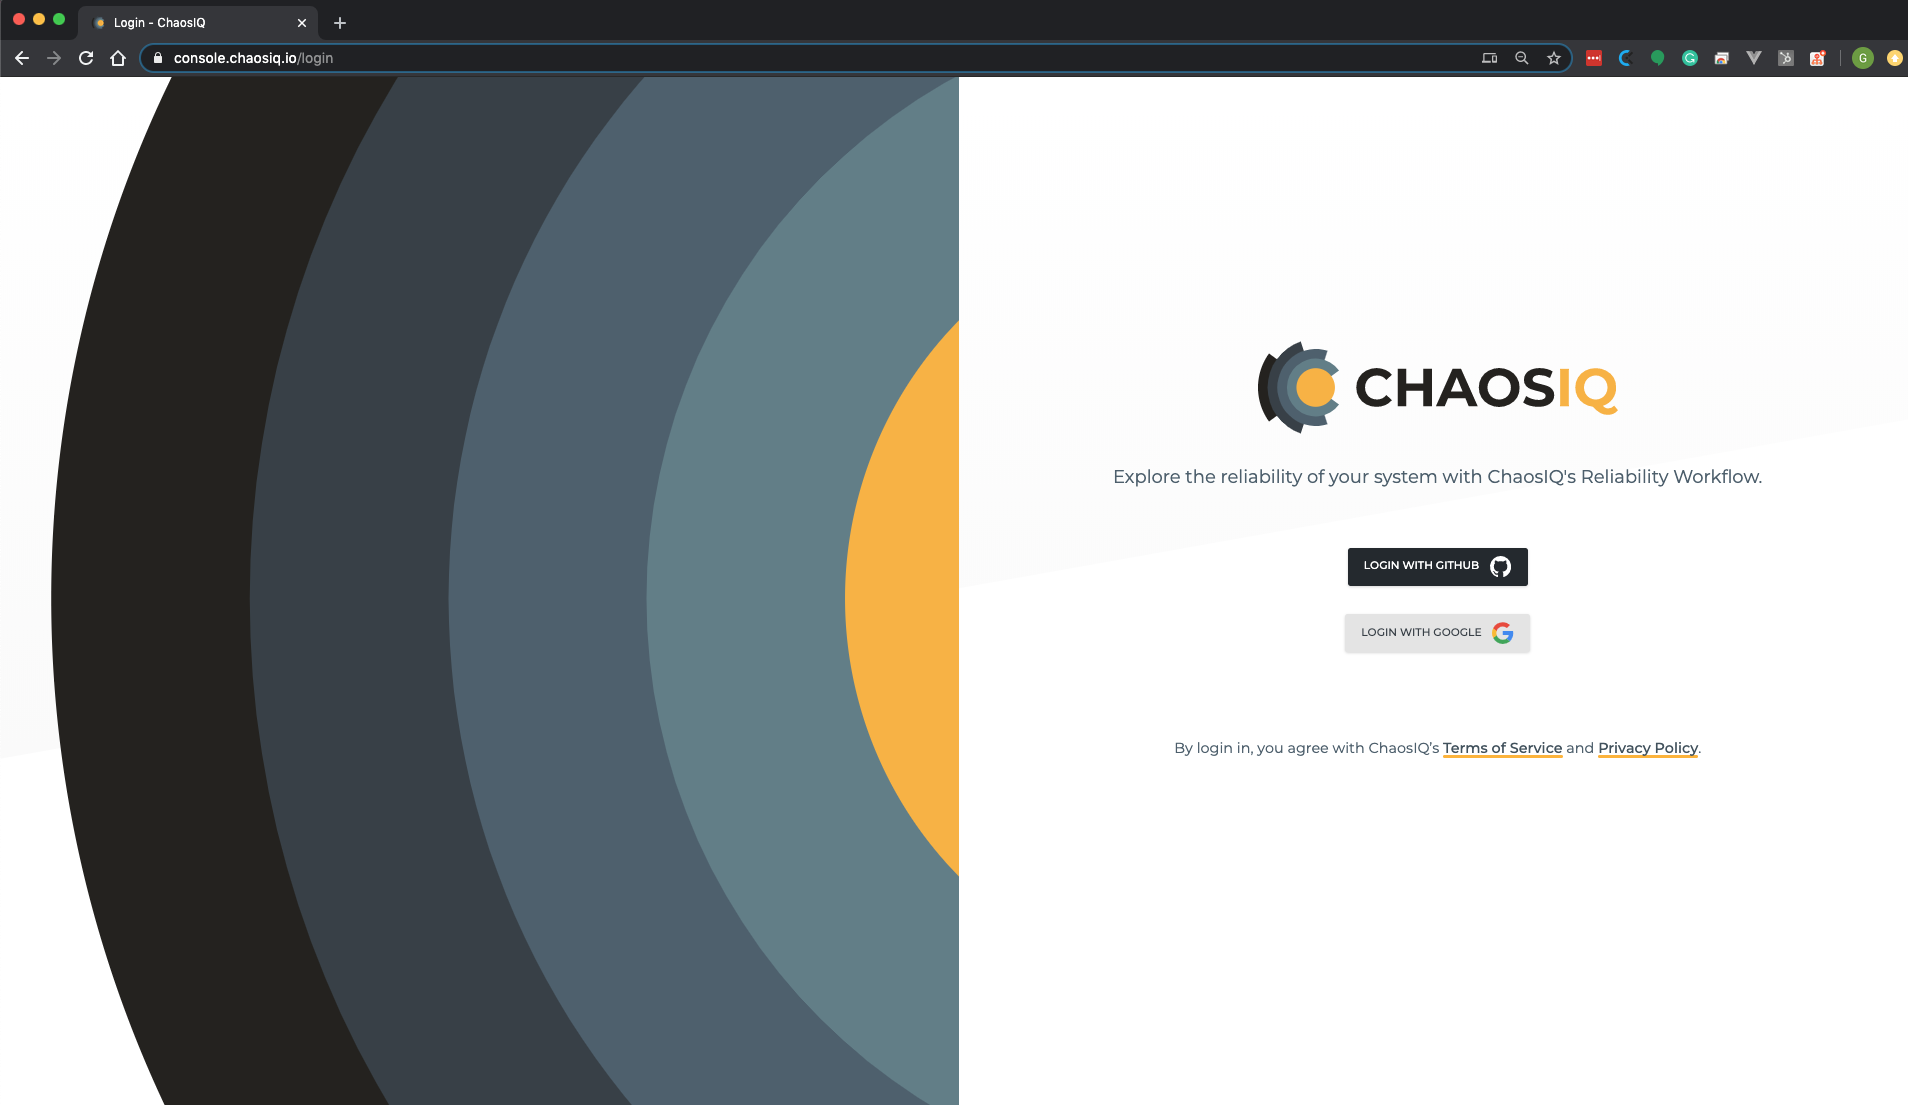 Login - ChaosIQ
console.chaosiq.io/login
G
CHAOSIQ
Explore the reliability of your system with ChaosIQ's Reliability Workflow.
LOGIN WITH GITHUB
LOGIN WITH GOOGLE
By login in, you agree with ChaosIQ’s Terms of Service and Privacy Policy.